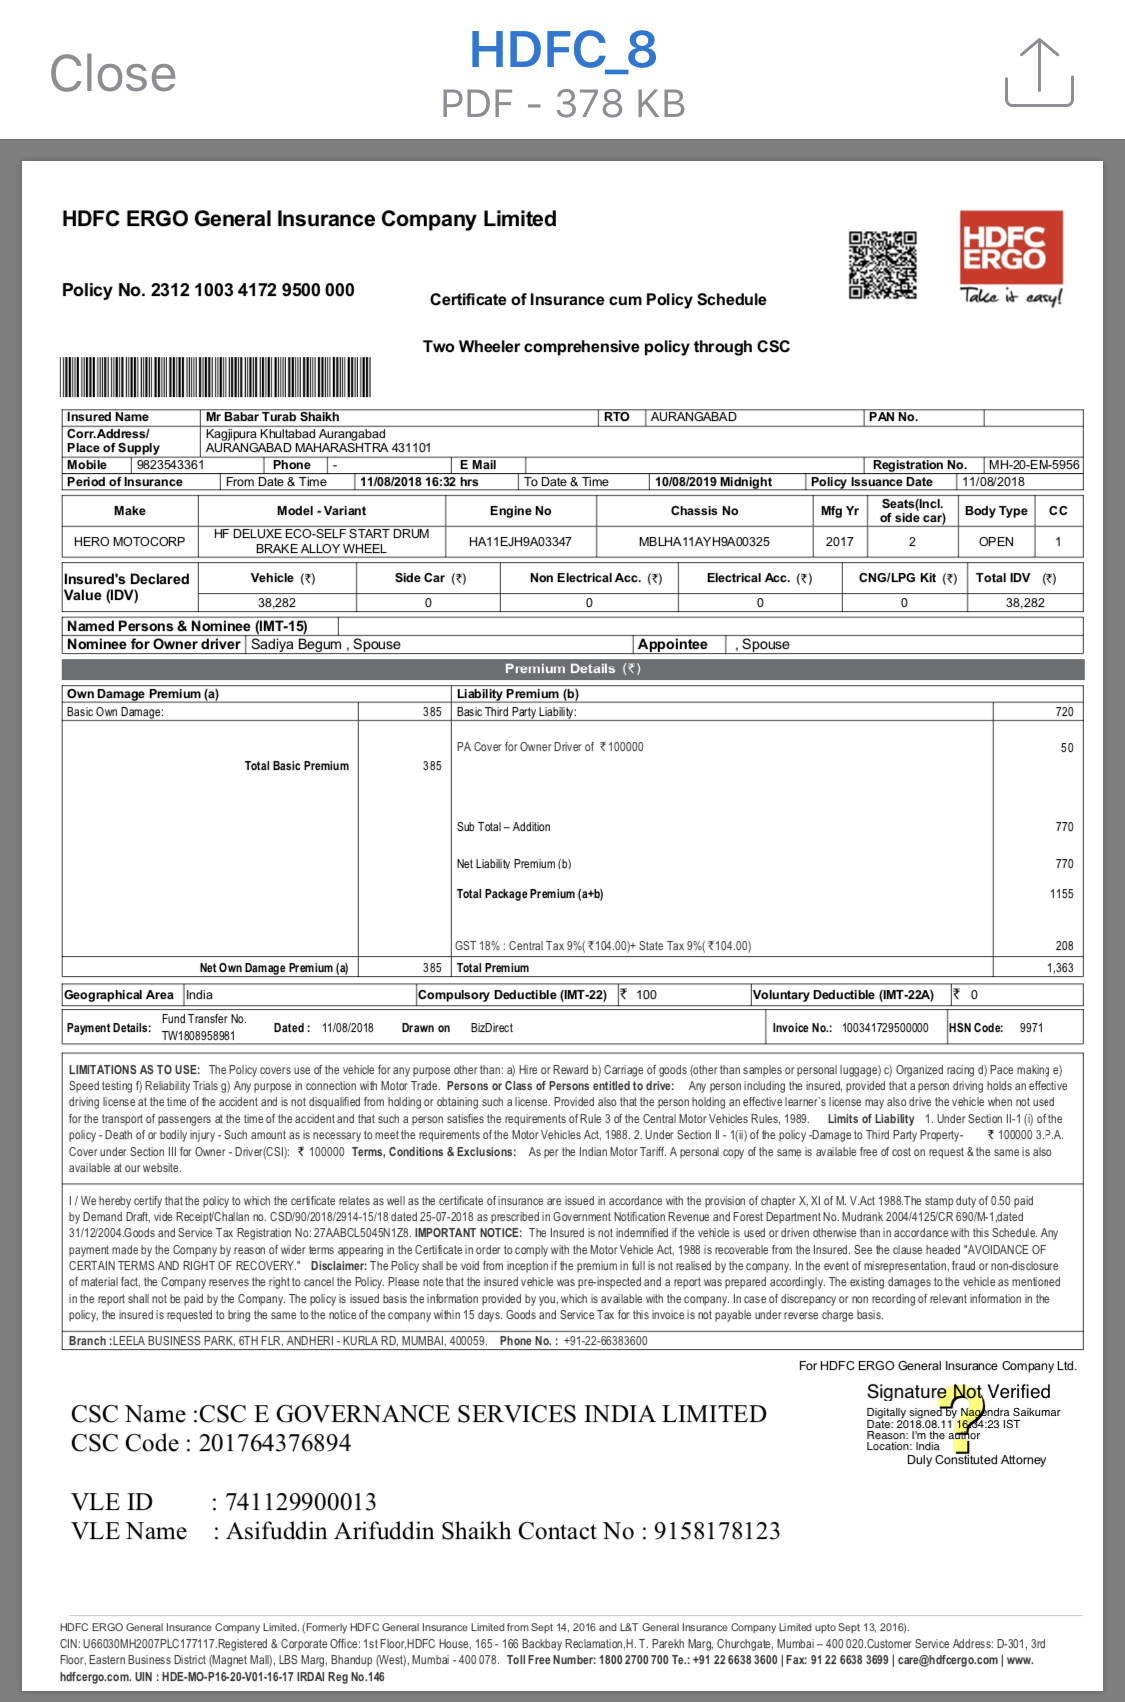 Close
HDFC_8
PDF - 378 KB
HDFC ERGO General Insurance Company Limited
HDFC
ERGO
Take it easy!
Policy No. 2312 1003 4172 9500 000
Certificate of Insurance cum Policy Schedule
Two Wheeler comprehensive policy through CSC
Insured Name Mr Babar Turab Shaikh RTO AURANGABAD PAN No.
Corr.Address/ Kagjipura Khultabad Aurangabad
Place of Supply AURANGABAD MAHARASHTRA 431101
Mobile 9823543361 Phone - E Mail Registration No. MH-20-EM-5956
Period of Insurance From Date & Time 11/08/2018 16:32 hrs To Date & Time 10/08/2019 Midnight Policy Issuance Date 11/08/2018
Make Model - Variant Engine No Chassis No Mfg Yr Seats(Incl. of side car) Body Type CC
HERO MOTOCORP HF DELUXE ECO-SELF START DRUM BRAKE ALLOY WHEEL HA11EJH9A03347 MBLHA11AYH9A00325 2017 2 OPEN 1
Insured's Declared Value (IDV) Vehicle (₹) Side Car (₹) Non Electrical Acc. (₹) Electrical Acc. (₹) CNG/LPG Kit (₹) Total IDV (₹)
38,282 0 0 0 0 38,282
Named Persons & Nominee (IMT-15)
Nominee for Owner driver Sadiya Begum , Spouse Appointee , Spouse
Premium Details (₹)
Own Damage Premium (a) Liability Premium (b)
Basic Own Damage: 385 Basic Third Party Liability: 720
PA Cover for Owner Driver of ₹100000 50
Total Basic Premium 385
Sub Total – Addition 770
Net Liability Premium (b) 770
Total Package Premium (a+b) 1155
GST 18% : Central Tax 9%( ₹104.00)+ State Tax 9%( ₹104.00) 208
Net Own Damage Premium (a) 385 Total Premium 1,363
Geographical Area India Compulsory Deductible (IMT-22) ₹ 100 Voluntary Deductible (IMT-22A) ₹ 0
Payment Details: Fund Transfer No. TW1808958981 Dated : 11/08/2018 Drawn on BizDirect Invoice No.: 100341729500000 HSN Code: 9971
LIMITATIONS AS TO USE: The Policy covers use of the vehicle for any purpose other than: a) Hire or Reward b) Carriage of goods (other than samples or personal luggage) c) Organized racing d) Pace making e)
Speed testing f) Reliability Trials g) Any purpose in connection with Motor Trade. Persons or Class of Persons entitled to drive: Any person including the insured, provided that a person driving holds an effective
driving license at the time of the accident and is not disqualified from holding or obtaining such a license. Provided also that the person holding an effective learner`s license may also drive the vehicle when not used
for the transport of passengers at the time of the accident and that such a person satisfies the requirements of Rule 3 of the Central Motor Vehicles Rules, 1989. Limits of Liability 1. Under Section II-1 (i) of the
policy - Death of or bodily injury - Such amount as is necessary to meet the requirements of the Motor Vehicles Act, 1988. 2. Under Section II - 1(ii) of the policy -Damage to Third Party Property- ₹ 100000 3.P.A.
Cover under Section III for Owner - Driver(CSI): ₹ 100000 Terms, Conditions & Exclusions: As per the Indian Motor Tariff. A personal copy of the same is available free of cost on request & the same is also
available at our website.
I / We hereby certify that the policy to which the certificate relates as well as the certificate of insurance are issued in accordance with the provision of chapter X, XI of M. V.Act 1988.The stamp duty of 0.50 paid
by Demand Draft, vide Receipt/Challan no. CSD/90/2018/2914-15/18 dated 25-07-2018 as prescribed in Government Notification Revenue and Forest Department No. Mudrank 2004/4125/CR 690/M-1,dated
31/12/2004.Goods and Service Tax Registration No: 27AABCL5045N1Z8. IMPORTANT NOTICE: The Insured is not indemnified if the vehicle is used or driven otherwise than in accordance with this Schedule. Any
payment made by the Company by reason of wider terms appearing in the Certificate in order to comply with the Motor Vehicle Act, 1988 is recoverable from the Insured. See the clause headed "AVOIDANCE OF
CERTAIN TERMS AND RIGHT OF RECOVERY." Disclaimer: The Policy shall be void from inception if the premium in full is not realised by the company. In the event of misrepresentation, fraud or non-disclosure
of material fact, the Company reserves the right to cancel the Policy. Please note that the insured vehicle was pre-inspected and a report was prepared accordingly. The existing damages to the vehicle as mentioned
in the report shall not be paid by the Company. The policy is issued basis the information provided by you, which is available with the company. In case of discrepancy or non recording of relevant information in the
policy, the insured is requested to bring the same to the notice of the company within 15 days. Goods and Service Tax for this invoice is not payable under reverse charge basis.
Branch :LEELA BUSINESS PARK, 6TH FLR, ANDHERI - KURLA RD, MUMBAI, 400059. Phone No. : +91-22-66383600
For HDFC ERGO General Insurance Company Ltd.
Signature Not Verified
Digitally signed by Nagendra Saikumar
Date: 2018.08.11 16:34:23 IST
Reason: I'm the author
Location: India
Duly Constituted Attorney
CSC Name :CSC E GOVERNANCE SERVICES INDIA LIMITED
CSC Code : 201764376894
VLE ID : 741129900013
VLE Name : Asifuddin Arifuddin Shaikh Contact No : 9158178123
HDFC ERGO General Insurance Company Limited. (Formerly HDFC General Insurance Limited from Sept 14, 2016 and L&T General Insurance Company Limited upto Sept 13, 2016).
CIN: U66030MH2007PLC177117.Registered & Corporate Office: 1st Floor,HDFC House, 165 - 166 Backbay Reclamation,H. T. Parekh Marg, Churchgate, Mumbai – 400 020.Customer Service Address: D-301, 3rd
Floor, Eastern Business District (Magnet Mall), LBS Marg, Bhandup (West), Mumbai - 400 078. Toll Free Number: 1800 2700 700 Te.: +91 22 6638 3600 | Fax: 91 22 6638 3699 | care@hdfcergo.com | www.
hdfcergo.com. UIN : HDE-MO-P16-20-V01-16-17 IRDAI Reg No.146